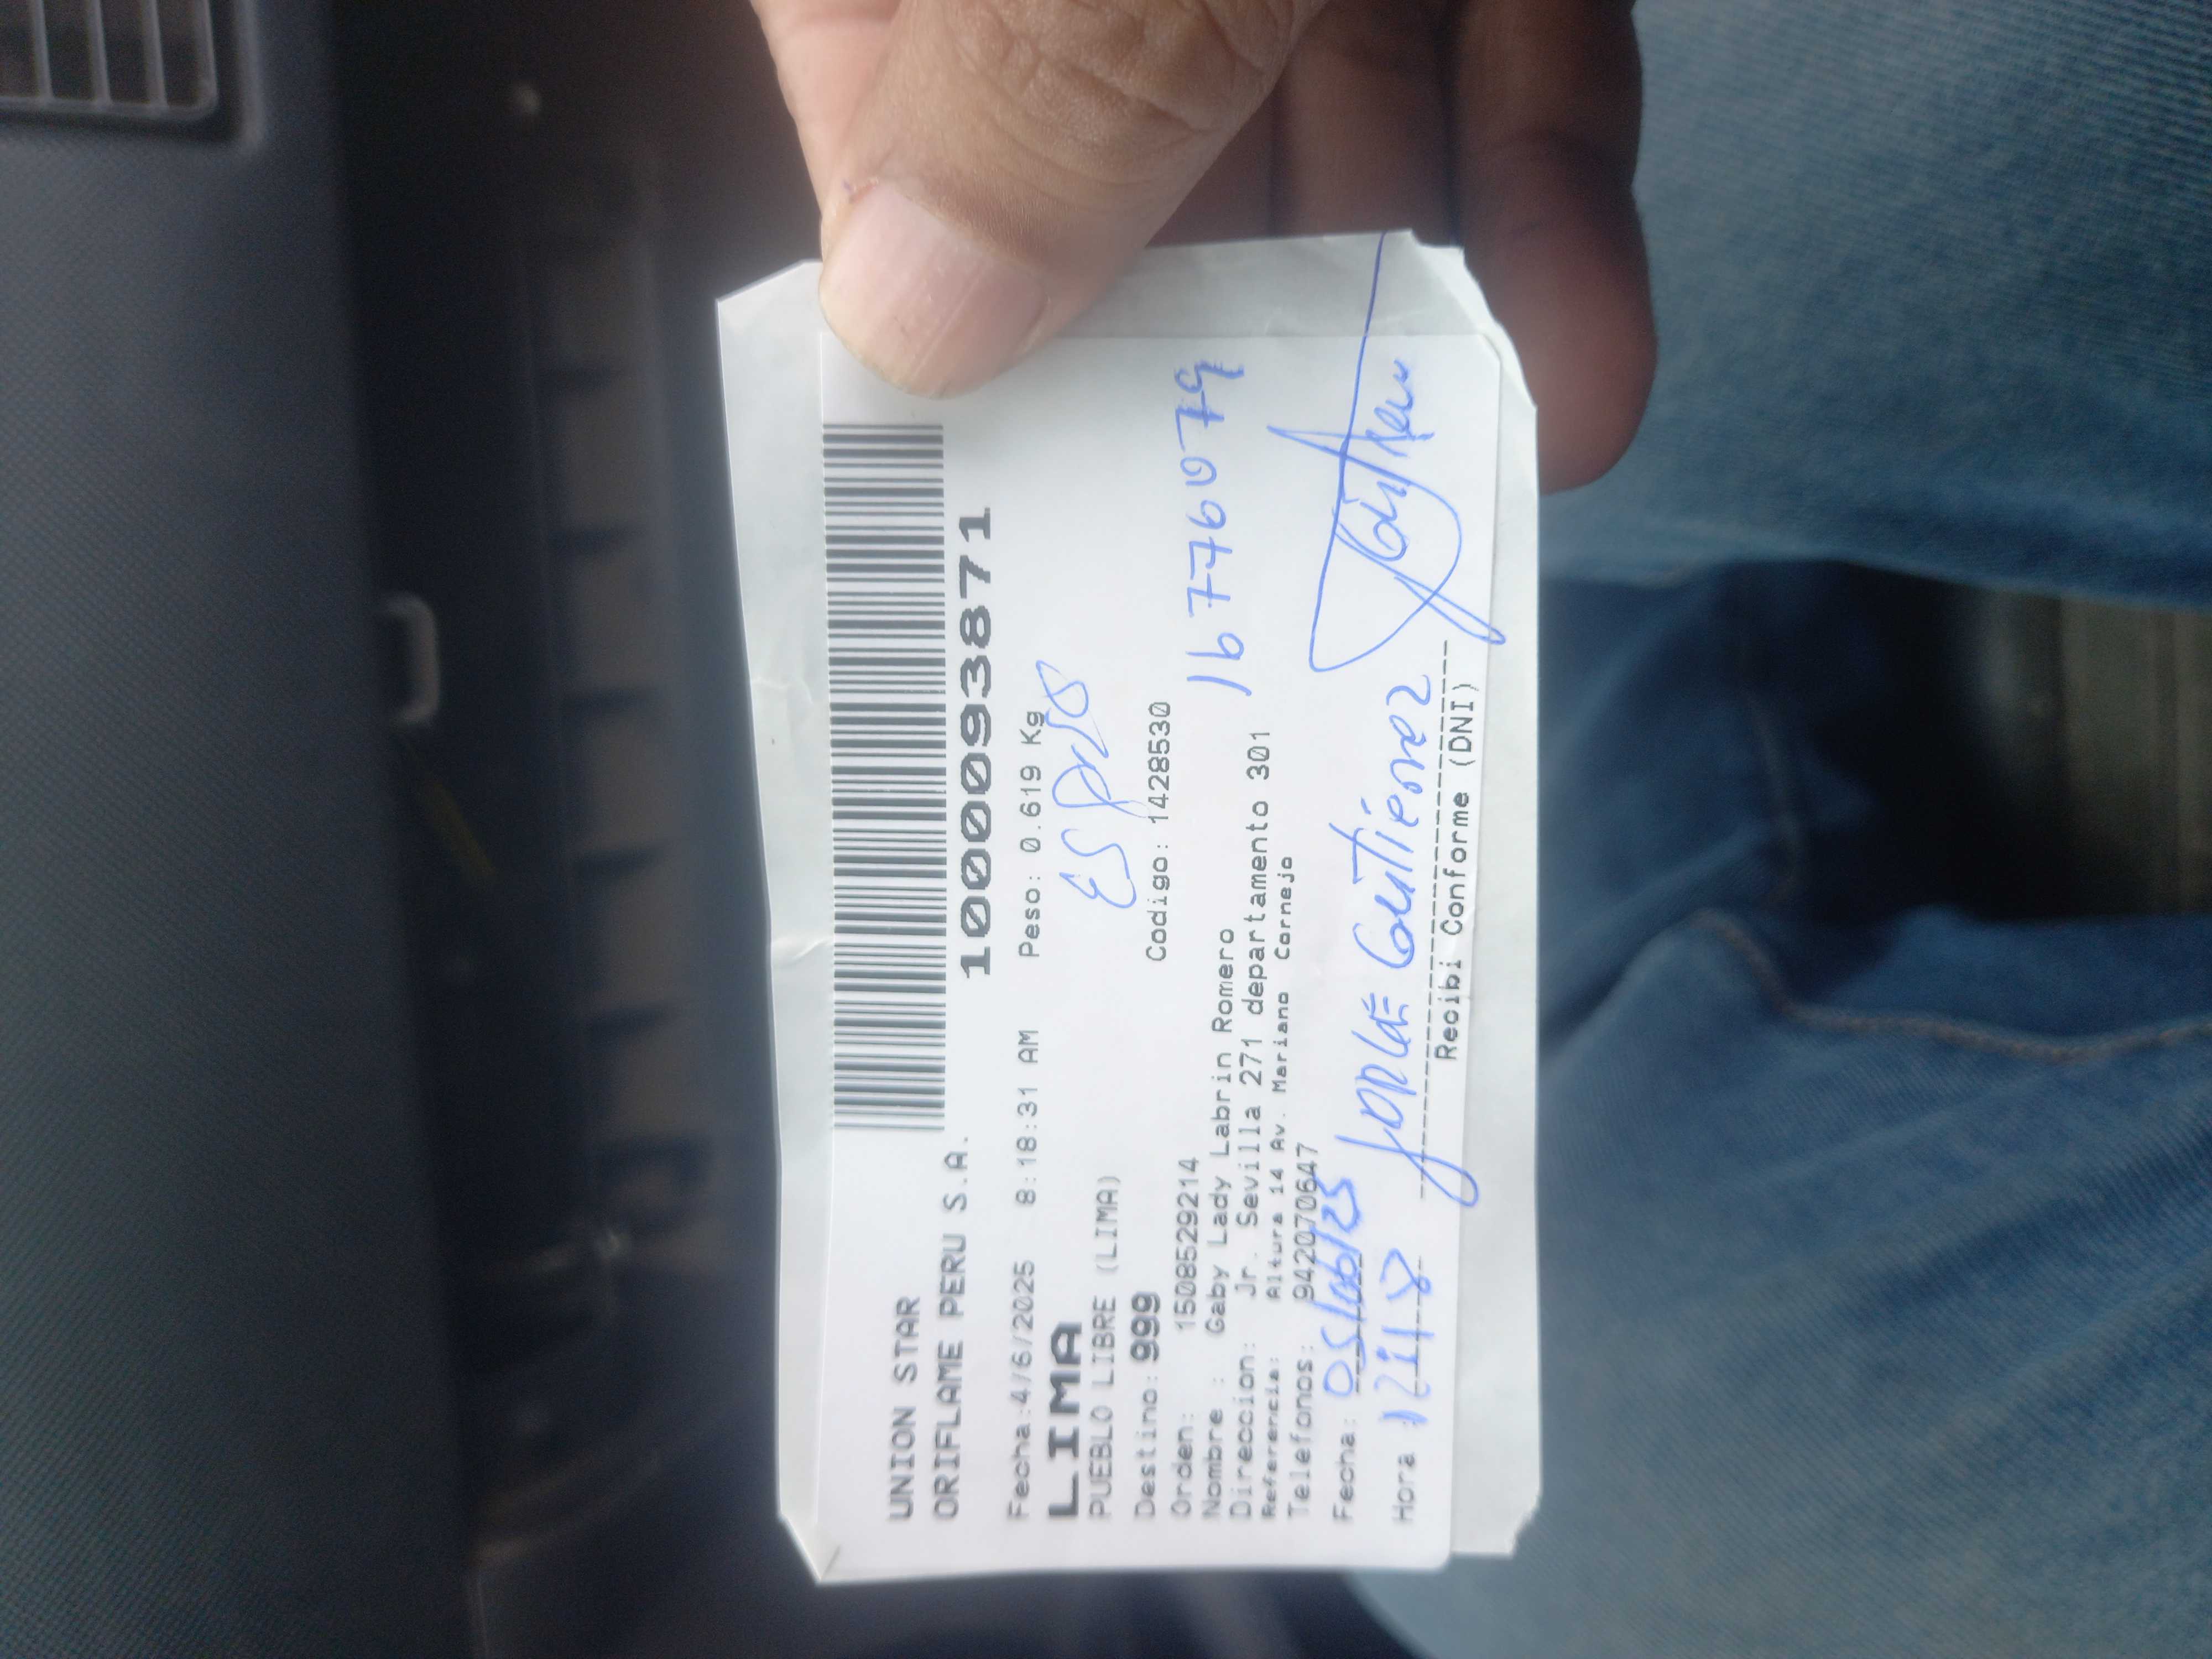 UNION STAR
ORIFLAME PERU S.A.
1000093871
Fecha:4/6/2025 8:18:31 AM Peso: 0.619 Kg
LIMA
PUEBLO LIBRE (LIMA)
Destino: 999
Codigo: 1428530
Orden: 1508529214
Nombre : Gaby Lady Labrin Romero
Direccion: Jr. Sevilla 271 departamento 301
Referencia: Altura 14 Av. Mariano Cornejo
Telefonos: 942070647
Fecha: 05/06/25
Hora 12:18
Gutierrez
Recibi Conforme (DNI)